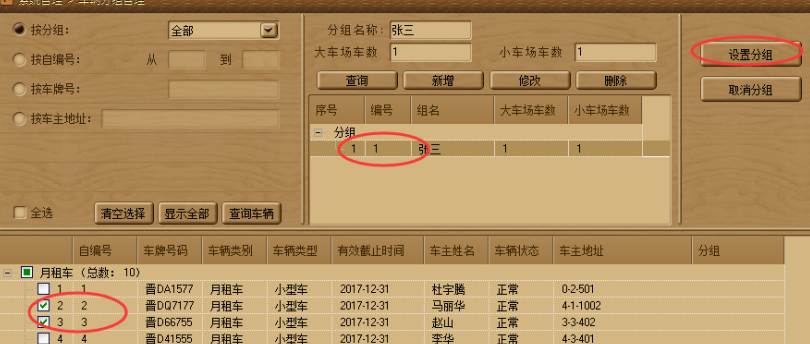 系统管理 > 车辆分组管理
按分组: 全部
按自编号: 从 到
按车牌号:
按车主地址:
全选 清空选择 显示全部 查询车辆
分组名称: 张三
大车场车数 1 小车场车数 1
查询 新增 修改 删除
序号 编号 组名 大车场车数 小车场车数
分组
1 1 张三 1 1
设置分组
取消分组
自编号 车牌号码 车辆类别 车辆类型 有效截止时间 车主姓名 车辆状态 车主地址 分组
月租车 (总数: 10)
1 1 晋DA1577 月租车 小型车 2017-12-31 杜宇腾 正常 0-2-501
2 2 晋DQ7177 月租车 小型车 2017-12-31 马丽华 正常 4-1-1002
3 3 晋D66755 月租车 小型车 2017-12-31 赵山 正常 3-3-402
4 4 晋D41555 月租车 小型车 2017-12-31 李华 正常 4-3-401